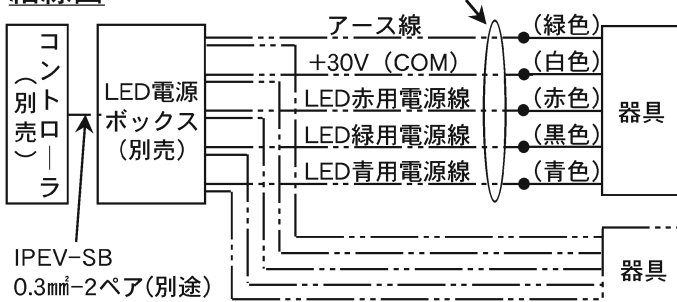 結線図
コントローラ
(別売)
LED電源
ボックス
(別売)
アース線
+30V (COM)
LED赤用電源線
LED緑用電源線
LED青用電源線
(緑色)
(白色)
(赤色)
(黒色)
(青色)
器具
器具
IPEV-SB
0.3m㎡-2ペア(別途)